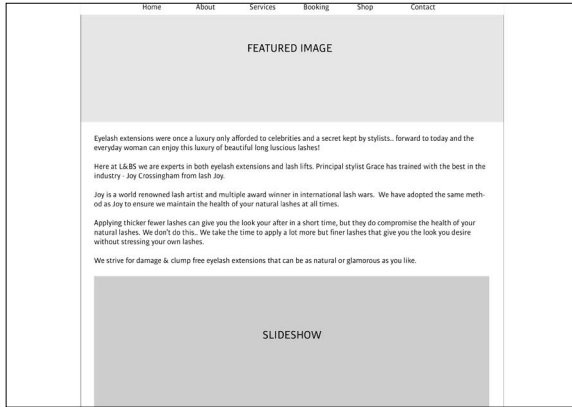 Home About Services Booking Shop Contact
FEATURED IMAGE
Eyelash extensions were once a luxury only afforded to celebrities and a secret kept by stylists.. forward to today and the
everyday woman can enjoy this luxury of beautiful long luscious lashes!
Here at L&BS we are experts in both eyelash extensions and lash lifts. Principal stylist Grace has trained with the best in the
industry - Joy Crossingham from lash Joy.
Joy is a world renowned lash artist and multiple award winner in international lash wars. We have adopted the same meth-
od as Joy to ensure we maintain the health of your natural lashes at all times.
Applying thicker fewer lashes can give you the look your after in a short time, but they do compromise the health of your
natural lashes. We don't do this.. We take the time to apply a lot more but finer lashes that give you the look you desire
without stressing your own lashes.
We strive for damage & clump free eyelash extensions that can be as natural or glamorous as you like.
SLIDESHOW